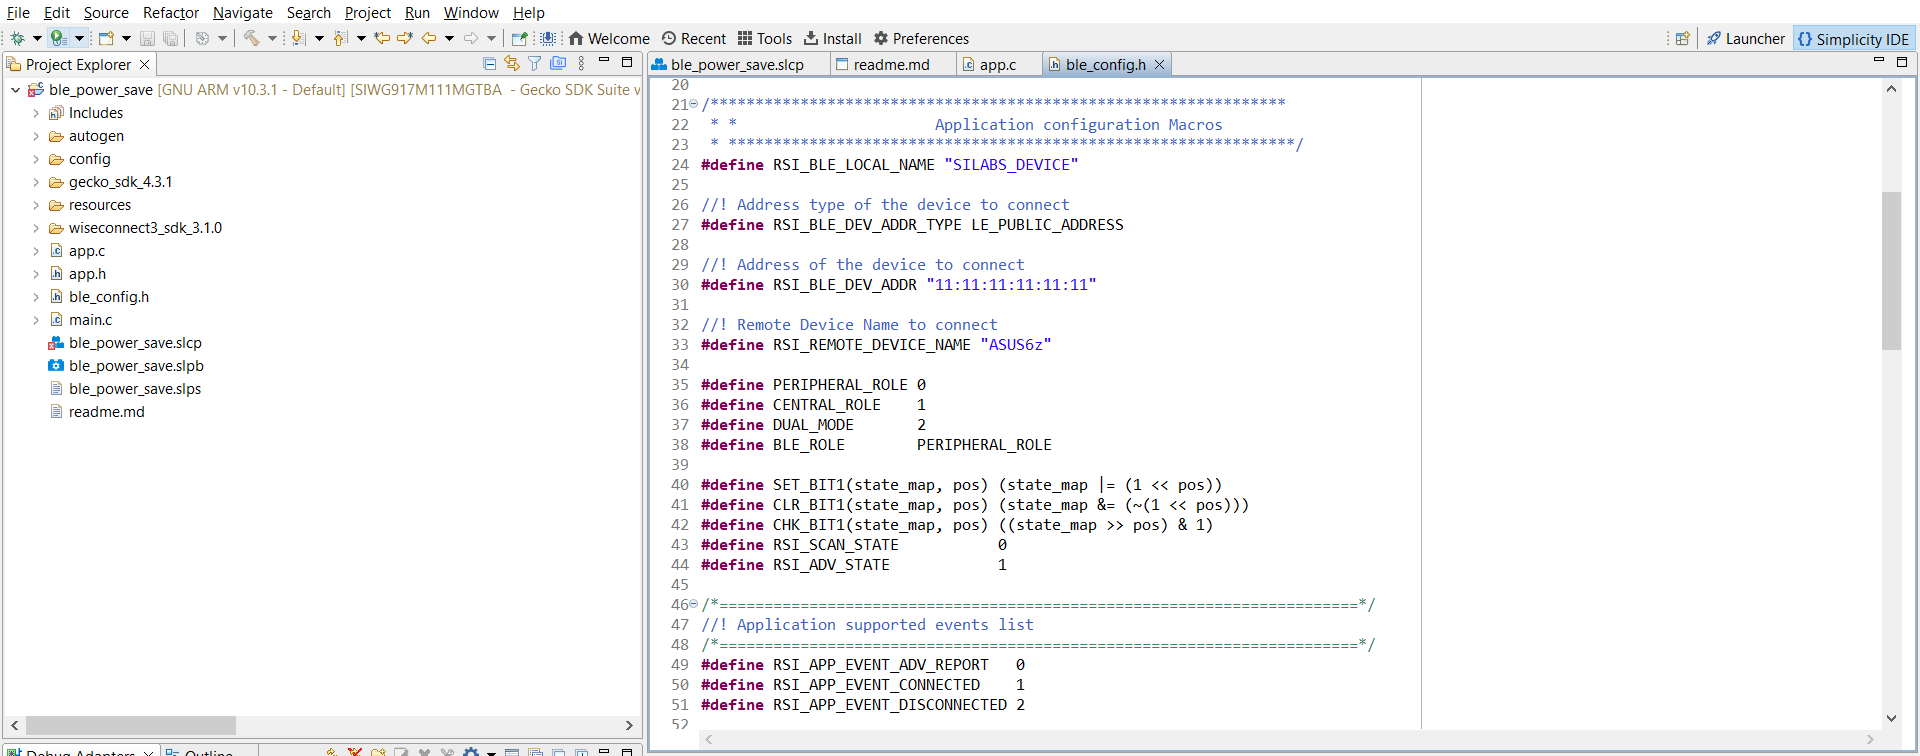 File Edit Source Refactor Navigate Search Project Run Window Help
Welcome Recent Tools Install Preferences Launcher {} Simplicity IDE
Project Explorer
ble_power_save [GNU ARM v10.3.1 - Default] [SIWG917M111MGTBA - Gecko SDK Suite v
Includes
autogen
config
gecko_sdk_4.3.1
resources
wiseconnect3_sdk_3.1.0
app.c
app.h
ble_config.h
main.c
ble_power_save.slcp
ble_power_save.slpb
ble_power_save.slps
readme.md
Debug Adapters Outline
ble_power_save.slcp readme.md app.c ble_config.h
20
21 /****************************************************************
22 * * Application configuration Macros
23 * ***************************************************************/
24 #define RSI_BLE_LOCAL_NAME "SILABS_DEVICE"
25
26 //! Address type of the device to connect
27 #define RSI_BLE_DEV_ADDR_TYPE LE_PUBLIC_ADDRESS
28
29 //! Address of the device to connect
30 #define RSI_BLE_DEV_ADDR "11:11:11:11:11:11"
31
32 //! Remote Device Name to connect
33 #define RSI_REMOTE_DEVICE_NAME "ASUS6z"
34
35 #define PERIPHERAL_ROLE 0
36 #define CENTRAL_ROLE 1
37 #define DUAL_MODE 2
38 #define BLE_ROLE PERIPHERAL_ROLE
39
40 #define SET_BIT1(state_map, pos) (state_map |= (1 << pos))
41 #define CLR_BIT1(state_map, pos) (state_map &= (~(1 << pos)))
42 #define CHK_BIT1(state_map, pos) ((state_map >> pos) & 1)
43 #define RSI_SCAN_STATE 0
44 #define RSI_ADV_STATE 1
45
46 /*=======================================================================*/
47 //! Application supported events list
48 /*=======================================================================*/
49 #define RSI_APP_EVENT_ADV_REPORT 0
50 #define RSI_APP_EVENT_CONNECTED 1
51 #define RSI_APP_EVENT_DISCONNECTED 2
52